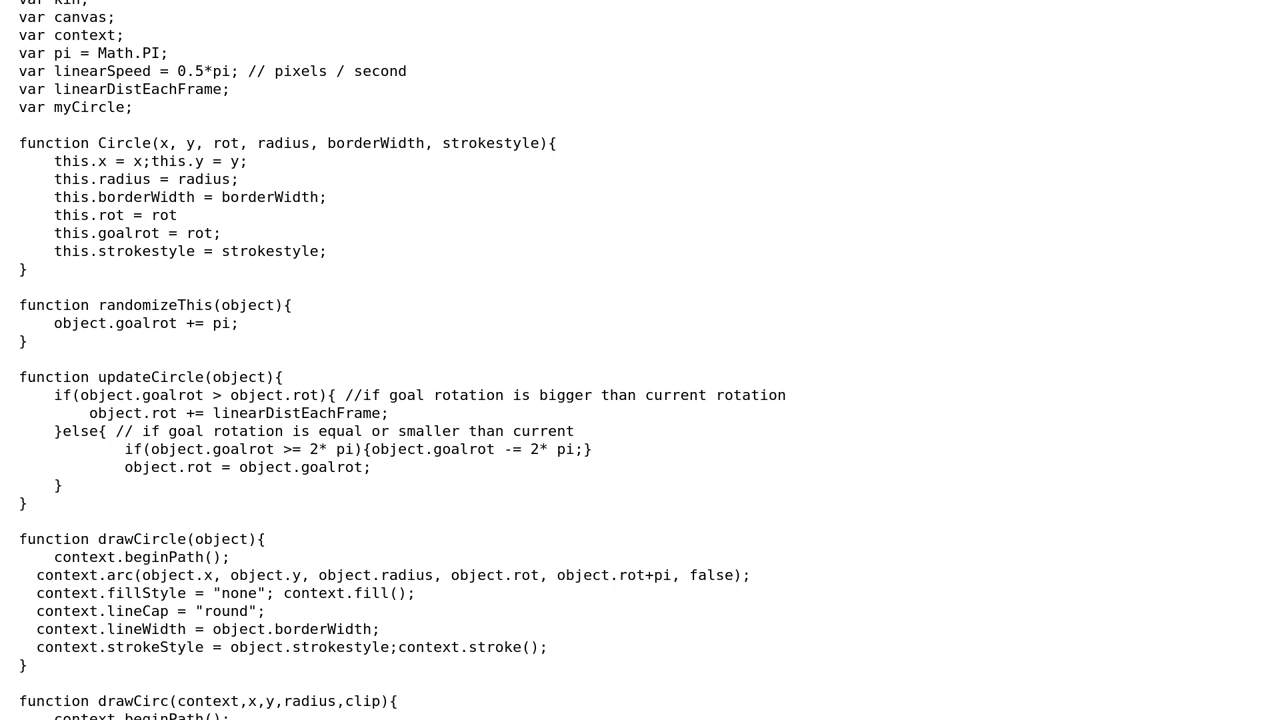 var kin;
var canvas;
var context;
var pi = Math.PI;
var linearSpeed = 0.5*pi; // pixels / second
var linearDistEachFrame;
var myCircle;

function Circle(x, y, rot, radius, borderWidth, strokestyle){
    this.x = x;this.y = y;
    this.radius = radius;
    this.borderWidth = borderWidth;
    this.rot = rot
    this.goalrot = rot;
    this.strokestyle = strokestyle;
}

function randomizeThis(object){
    object.goalrot += pi;
}

function updateCircle(object){
    if(object.goalrot > object.rot){ //if goal rotation is bigger than current rotation
        object.rot += linearDistEachFrame;
    }else{ // if goal rotation is equal or smaller than current
            if(object.goalrot >= 2* pi){object.goalrot -= 2* pi;}
            object.rot = object.goalrot;
    }
}

function drawCircle(object){
    context.beginPath();
  context.arc(object.x, object.y, object.radius, object.rot, object.rot+pi, false);
  context.fillStyle = "none"; context.fill();
  context.lineCap = "round";
  context.lineWidth = object.borderWidth;
  context.strokeStyle = object.strokestyle;context.stroke();
}

function drawCirc(context,x,y,radius,clip){
    context.beginPath();